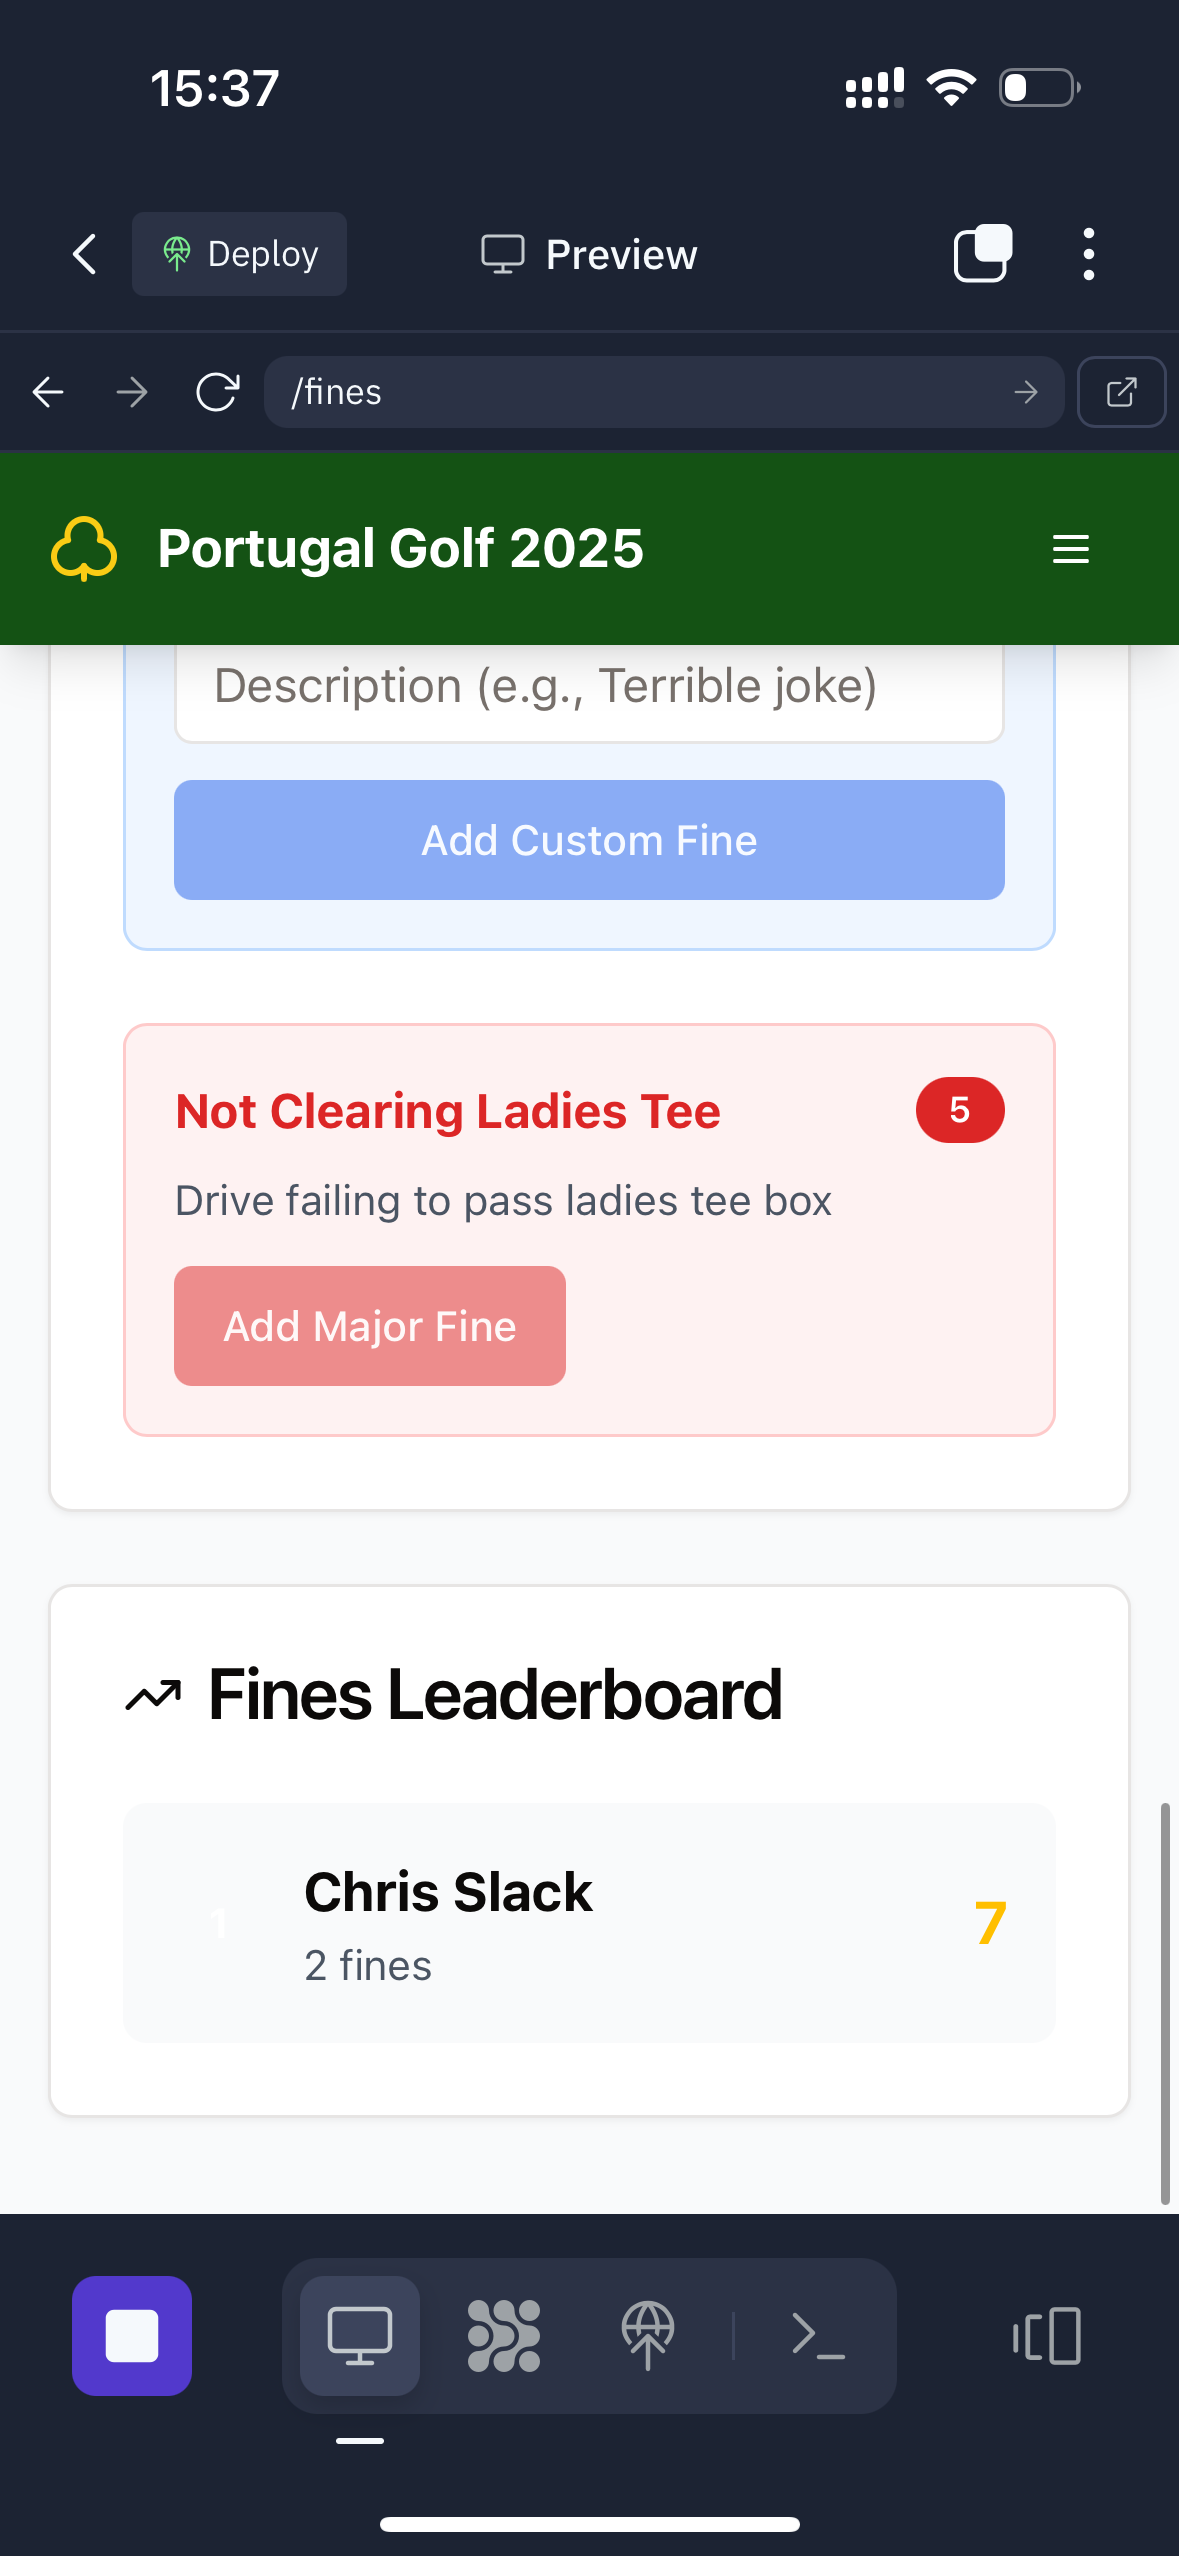 15:37
Deploy
Preview
/fines
Portugal Golf 2025
Description (e.g., Terrible joke)
Add Custom Fine
Not Clearing Ladies Tee
5
Drive failing to pass ladies tee box
Add Major Fine
Fines Leaderboard
1
Chris Slack
2 fines
7